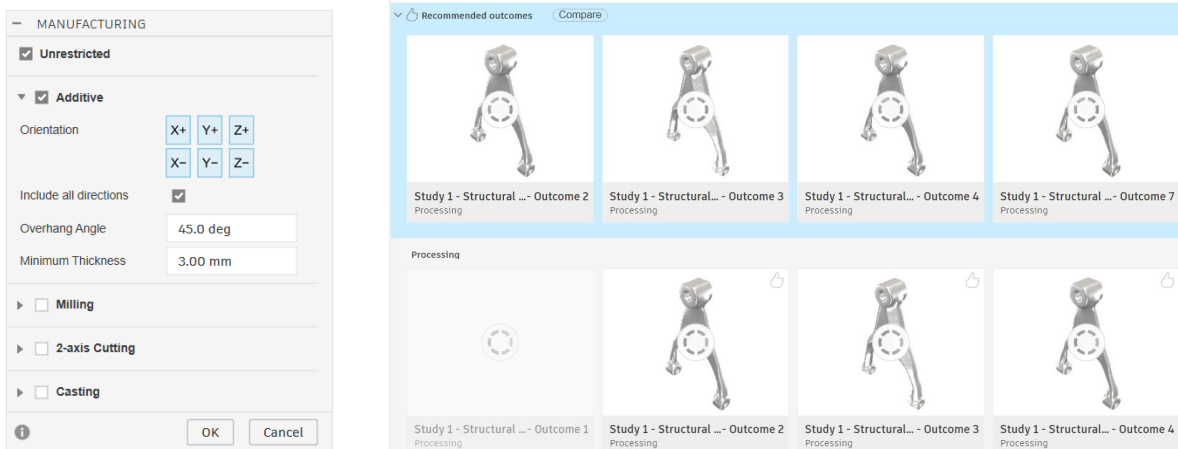 MANUFACTURING
Unrestricted
Additive
Orientation
X+ Y+ Z+
X- Y- Z-
Include all directions
Overhang Angle 45.0 deg
Minimum Thickness 3.00 mm
Milling
2-axis Cutting
Casting
OK Cancel
Recommended outcomes Compare
Study 1 - Structural ...- Outcome 2 Study 1 - Structural... - Outcome 3 Study 1 - Structural... - Outcome 4 Study 1 - Structural ...- Outcome 7
Processing Processing Processing Processing
Processing
Study 1 - Structural ...- Outcome 1 Study 1 - Structural ...- Outcome 2 Study 1 - Structural... - Outcome 3 Study 1 - Structural... - Outcome 4
Processing Processing Processing Processing